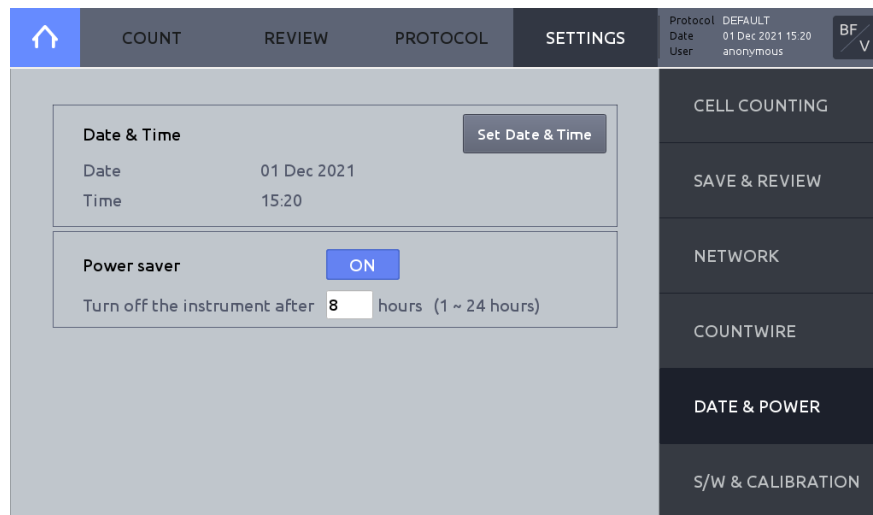 COUNT REVIEW PROTOCOL SETTINGS
Protocol DEFAULT
Date 01 Dec 2021 15:20
User anonymous
BF
V
Date & Time Set Date & Time
Date 01 Dec 2021
Time 15:20
Power saver ON
Turn off the instrument after 8 hours (1 ~ 24 hours)
CELL COUNTING
SAVE & REVIEW
NETWORK
COUNTWIRE
DATE & POWER
S/W & CALIBRATION